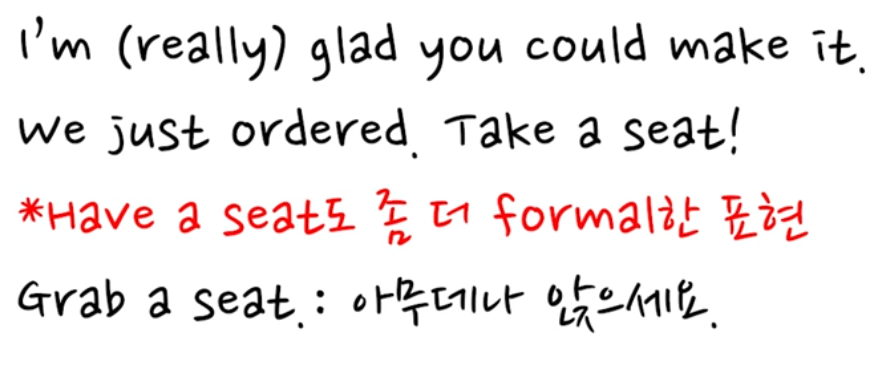 I'm (really) glad you could make it.
We just ordered. Take a seat!
*Have a seat도 좀 더 formal한 표현
Grab a seat.: 아무데나 앉으세요.